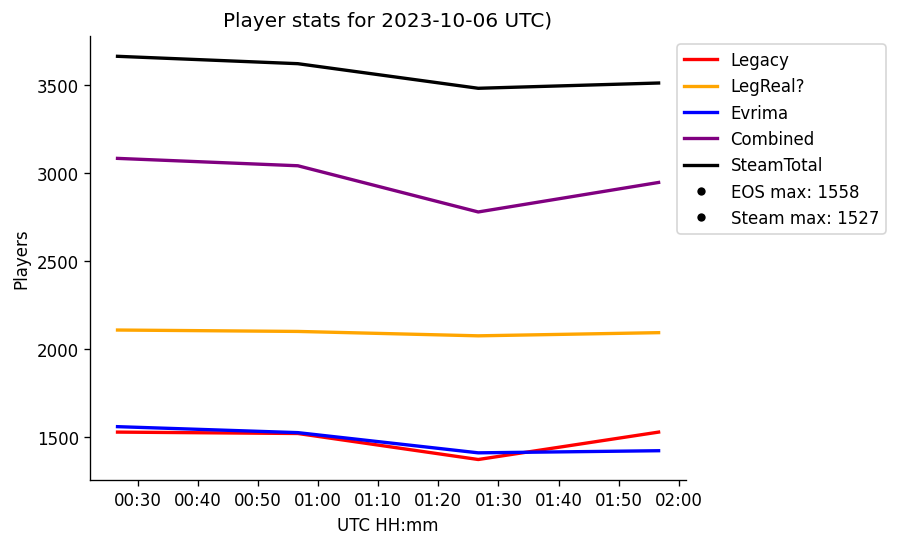 Player stats for 2023-10-06 UTC)
Players
3500
3000
2500
2000
1500
00:30 00:40 00:50 01:00 01:10 01:20 01:30 01:40 01:50 02:00
UTC HH:mm
Legacy
LegReal?
Evrima
Combined
SteamTotal
EOS max: 1558
Steam max: 1527